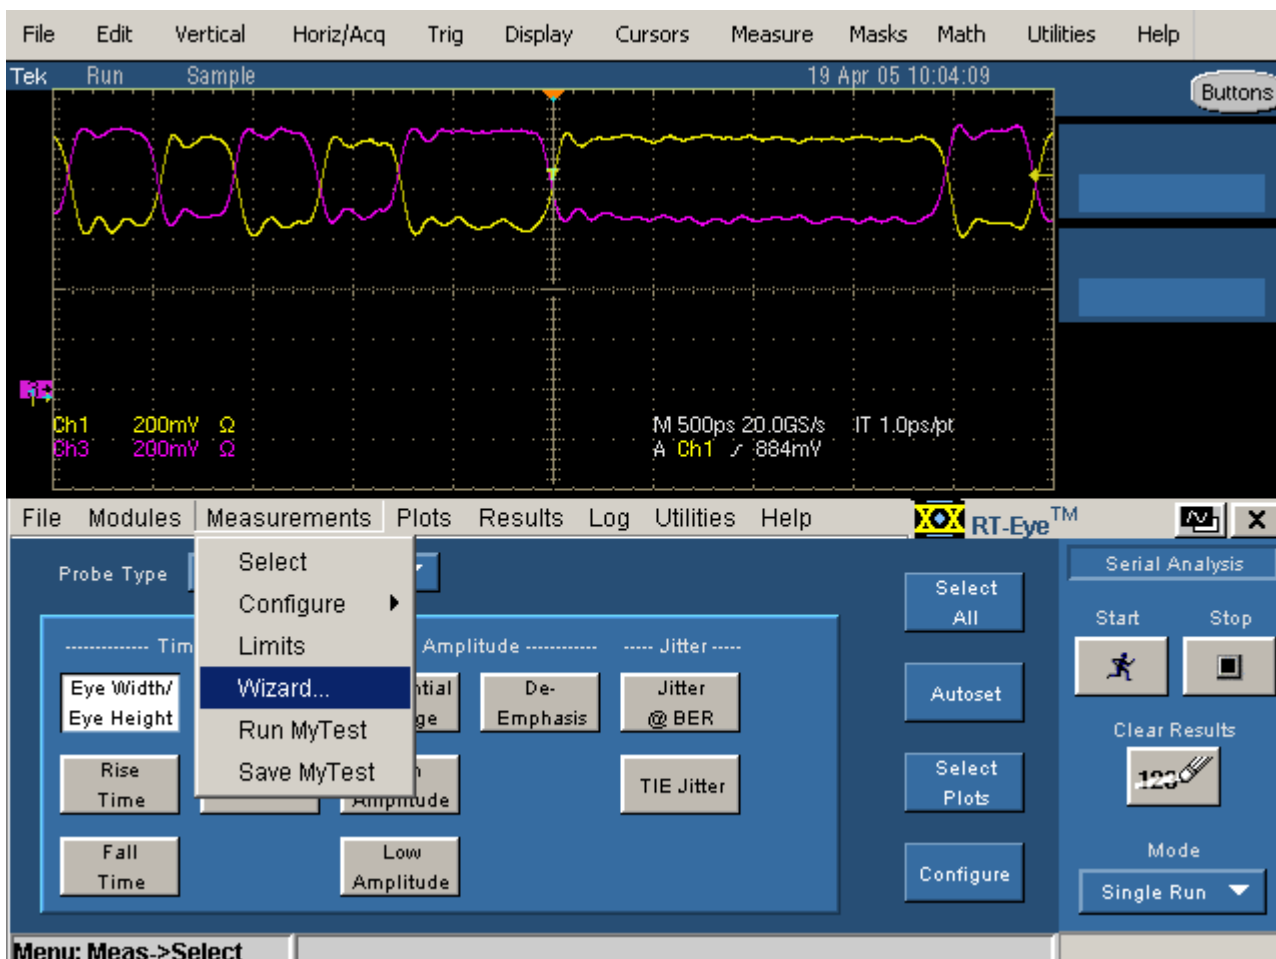 File Edit Vertical Horiz/Acq Trig Display Cursors Measure Masks Math Utilities Help
Tek Run Sample 19 Apr 05 10:04:09
Buttons
Ch1 200mV Ω M 500ps 20.0GS/s IT 1.0ps/pt
Ch3 200mV Ω A Ch1 884mV
File Modules Measurements Plots Results Log Utilities Help RT-Eye™
Probe Type
Select
Configure
Limits
Wizard...
Run MyTest
Save MyTest
Amplitude
Jitter
Eye Width/
Eye Height
De-
Emphasis
Jitter
@ BER
Rise
Time
Amplitude
TIE Jitter
Fall
Time
Low
Amplitude
Select
All
Autoset
Select
Plots
Configure
Serial Analysis
Start Stop
Clear Results
123
Mode
Single Run
Menu: Meas->Select